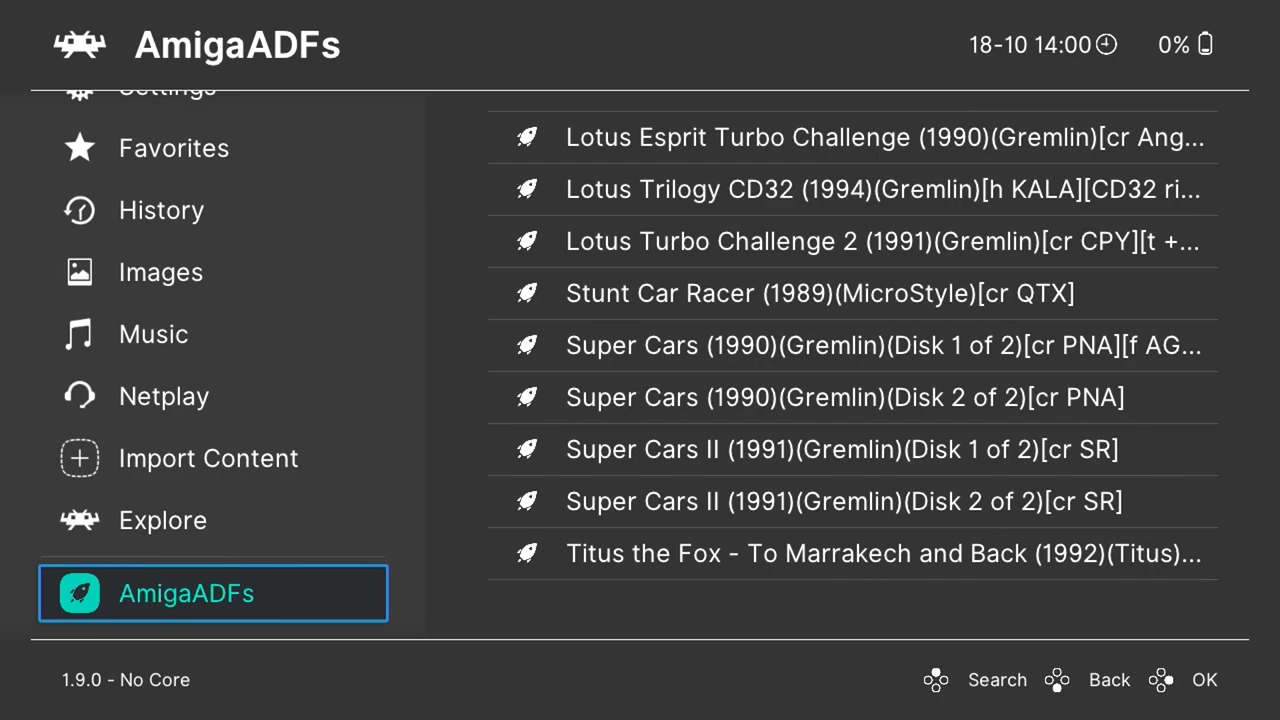 AmigaADFs
18-10 14:00
0%
Settings
Favorites
History
Images
Music
Netplay
Import Content
Explore
AmigaADFs
Lotus Esprit Turbo Challenge (1990)(Gremlin)[cr Ang...
Lotus Trilogy CD32 (1994)(Gremlin)[h KALA][CD32 ri...
Lotus Turbo Challenge 2 (1991)(Gremlin)[cr CPY][t +...
Stunt Car Racer (1989)(MicroStyle)[cr QTX]
Super Cars (1990)(Gremlin)(Disk 1 of 2)[cr PNA][f AG...
Super Cars (1990)(Gremlin)(Disk 2 of 2)[cr PNA]
Super Cars II (1991)(Gremlin)(Disk 1 of 2)[cr SR]
Super Cars II (1991)(Gremlin)(Disk 2 of 2)[cr SR]
Titus the Fox - To Marrakech and Back (1992)(Titus)...
1.9.0 - No Core
Search
Back
OK